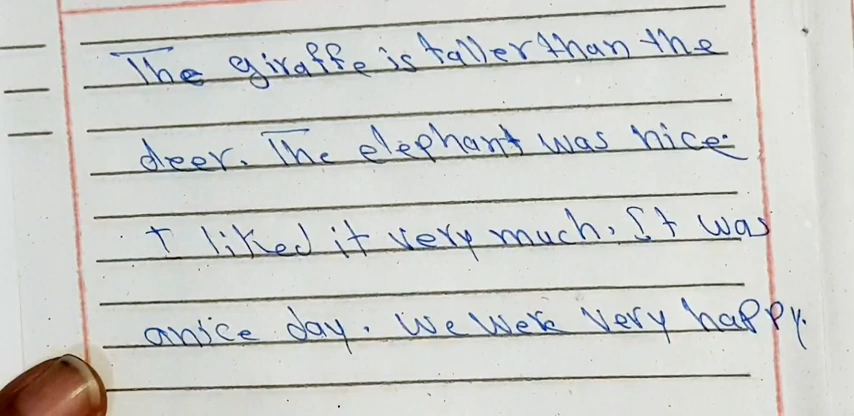 The giraffe is taller than the
deer. The elephant was nice.
I liked it very much. It was
a nice day. We were very happy.